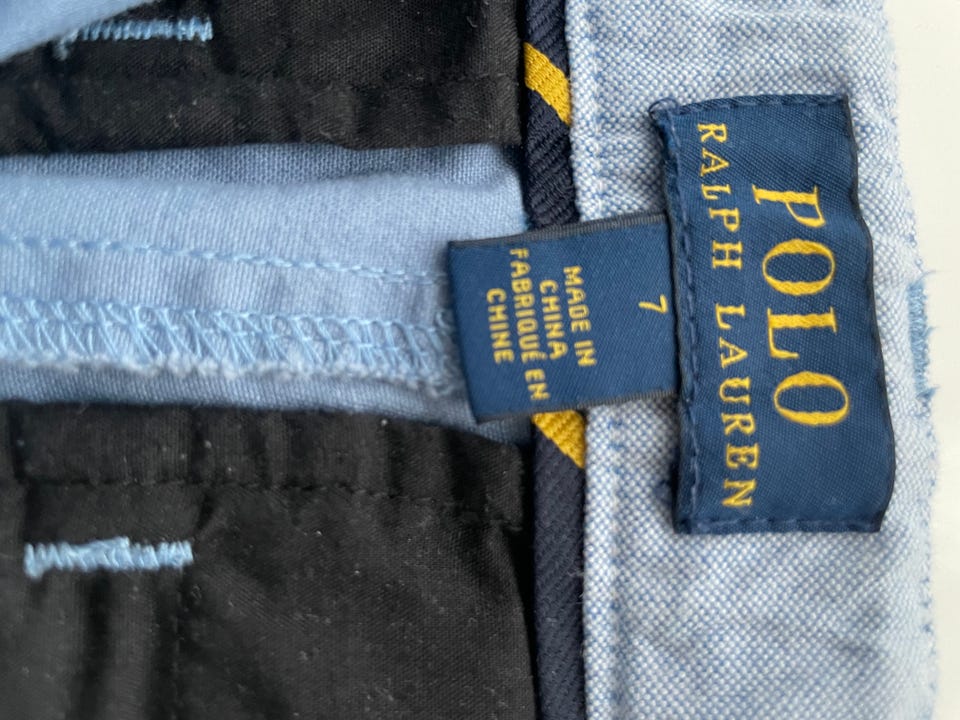 POLO
RALPH LAUREN
7
MADE IN
CHINA
FABRIQUÉ EN
CHINE